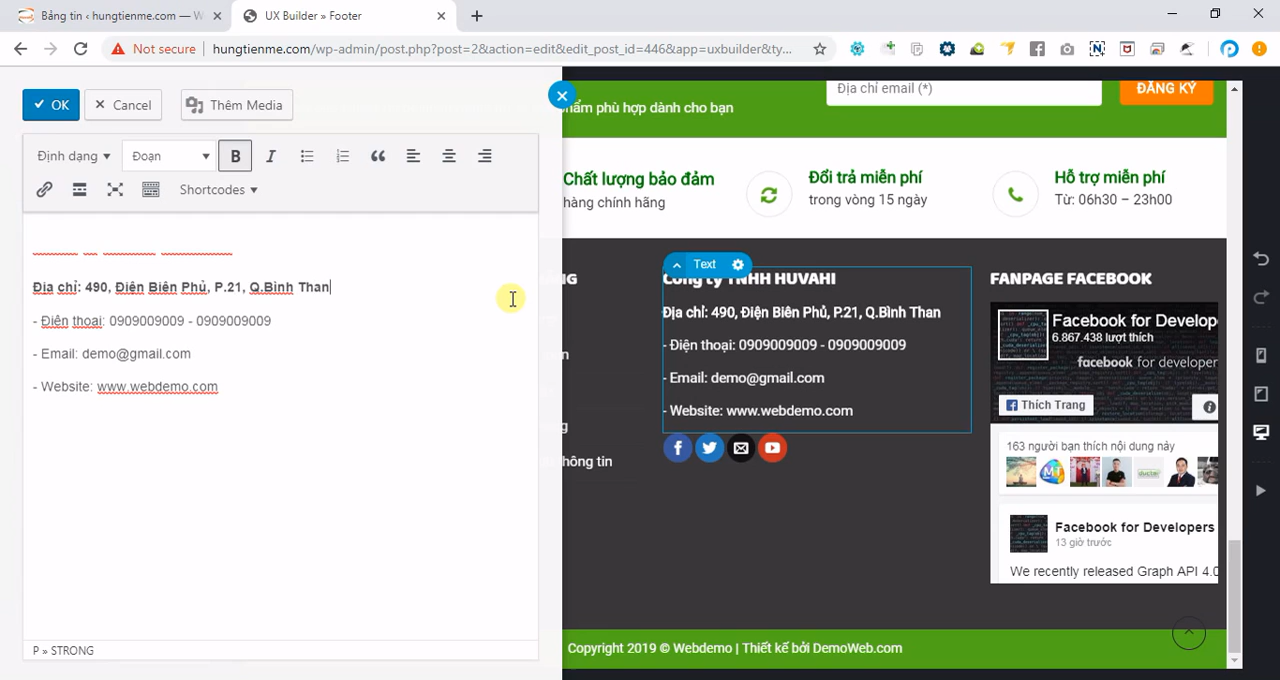 Bảng tin ‹ hungtienme.com — W
UX Builder » Footer
Not secure
hungtienme.com/wp-admin/post.php?post=2&action=edit&edit_post_id=446&app=uxbuilder&ty...
OK
Cancel
Thêm Media
Định dạng
Đoạn
B
I
Shortcodes
Địa chỉ: 490, Điện Biên Phủ, P.21, Q.Bình Than
- Điện thoại: 0909009009 - 0909009009
- Email: demo@gmail.com
- Website: www.webdemo.com
P » STRONG
hẩm phù hợp dành cho bạn
Địa chỉ email (*)
ĐĂNG KÝ
Chất lượng bảo đảm
hàng chính hãng
Đổi trả miễn phí
trong vòng 15 ngày
Hỗ trợ miễn phí
Từ: 06h30 – 23h00
Text
Công ty TNHH HUVAHI
Địa chỉ: 490, Điện Biên Phủ, P.21, Q.Bình Than
- Điện thoại: 0909009009 - 0909009009
- Email: demo@gmail.com
- Website: www.webdemo.com
hông tin
FANPAGE FACEBOOK
Facebook for Develop
6.867.438 lượt thích
facebook for developer
Thích Trang
163 người bạn thích nội dung này
Facebook for Developers
13 giờ trước
We recently released Graph API 4.0
Copyright 2019 © Webdemo | Thiết kế bởi DemoWeb.com